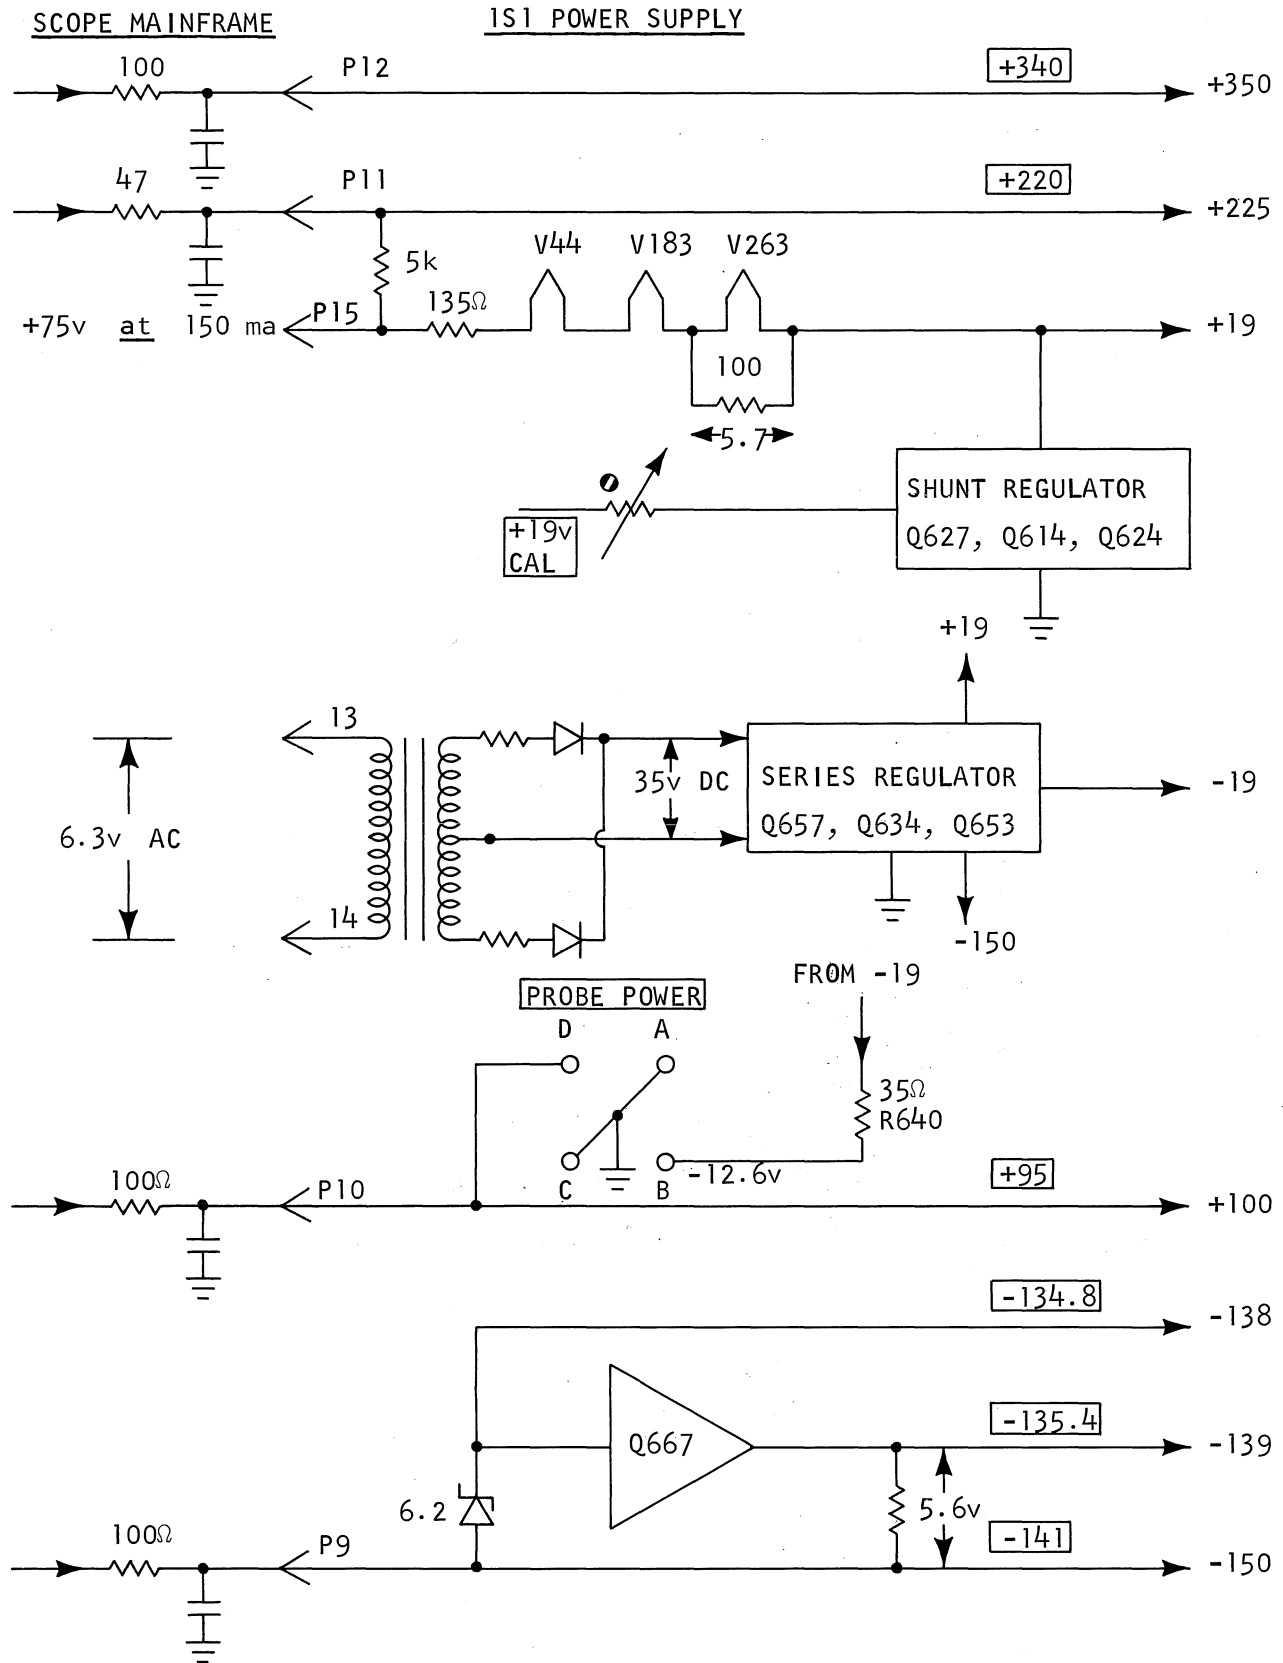 SCOPE MAINFRAME
1S1 POWER SUPPLY
100
P12
+340
+350
47
P11
+220
+225
5k
V44
V183
V263
+75v at 150 ma
P15
135Ω
+19
100
5.7
+19v
CAL
SHUNT REGULATOR
Q627, Q614, Q624
+19
13
35v DC
SERIES REGULATOR
Q657, Q634, Q653
-19
6.3v AC
14
-150
FROM -19
PROBE POWER
D
A
35Ω
R640
C
B
-12.6v
100Ω
P10
+95
+100
-134.8
-138
Q667
-135.4
-139
6.2
5.6v
100Ω
P9
-141
-150